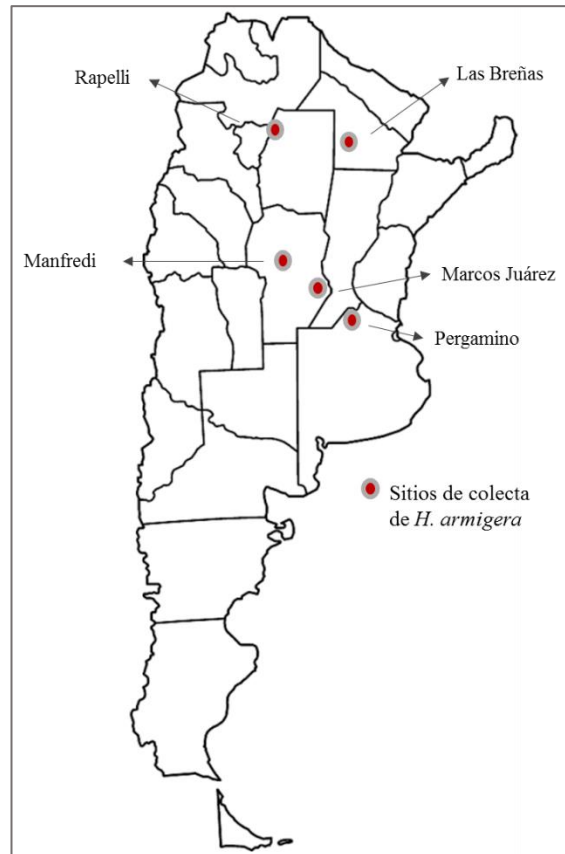 Rapelli
Las Breñas
Manfredi
Marcos Juárez
Pergamino
Sitios de colecta
de H. armigera